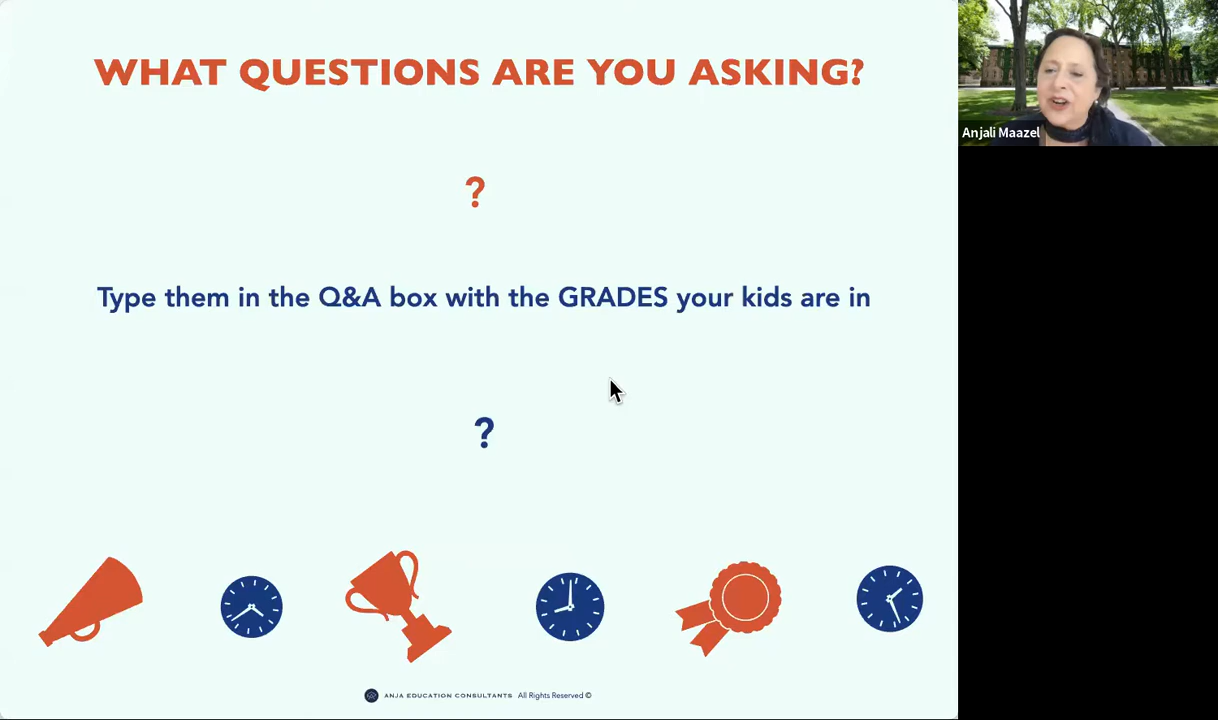 WHAT QUESTIONS ARE YOU ASKING?
?
Type them in the Q&A box with the GRADES your kids are in
?
ANJA EDUCATION CONSULTANTS All Rights Reserved ©
Anjali Maazel